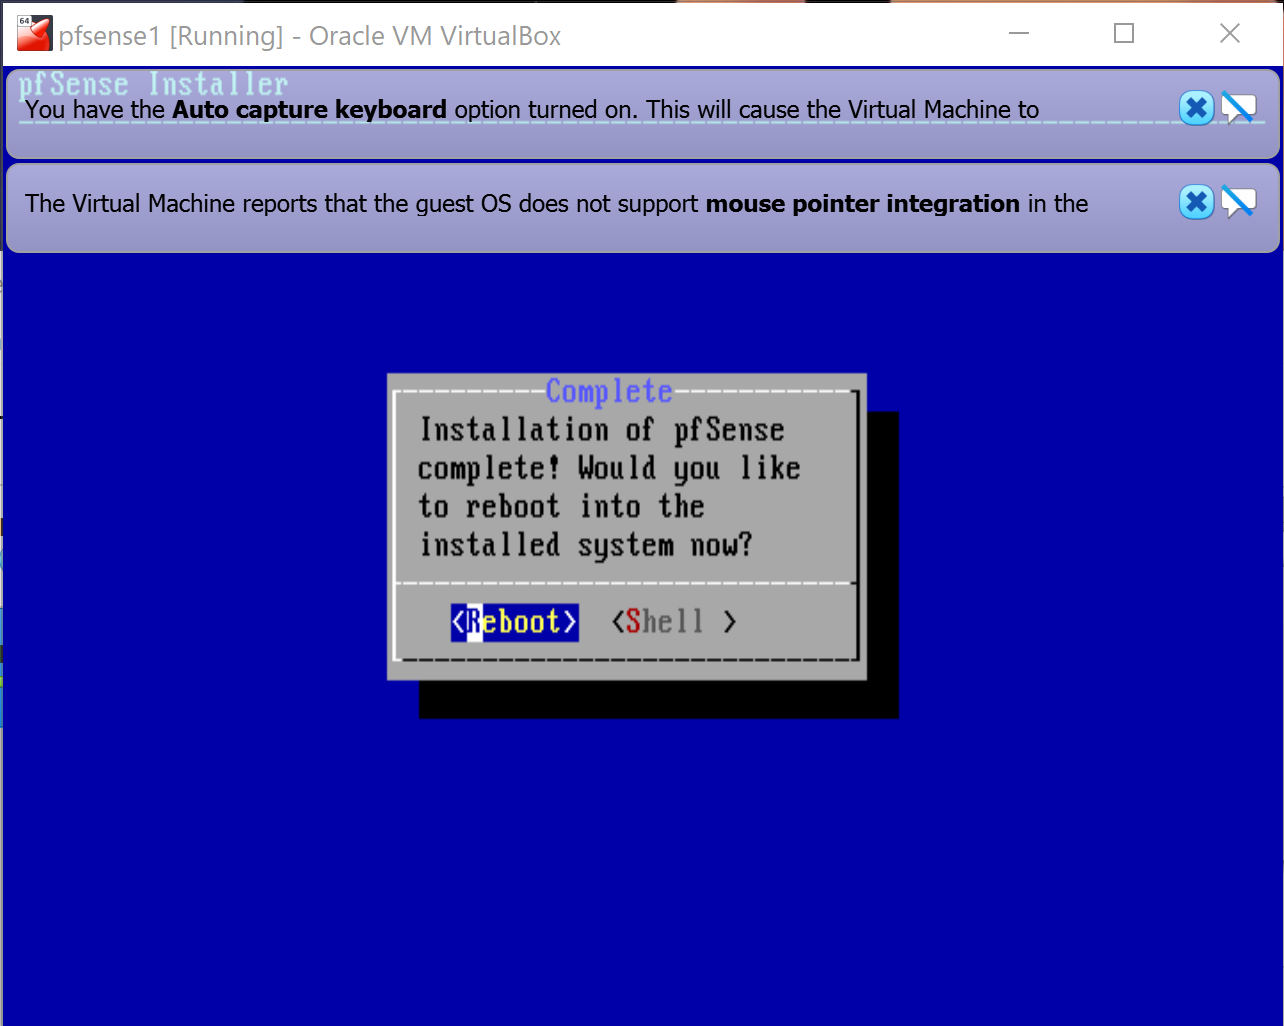 64
pfsense1 [Running] - Oracle VM VirtualBox
pfSense Installer
You have the Auto capture keyboard option turned on. This will cause the Virtual Machine to
The Virtual Machine reports that the guest OS does not support mouse pointer integration in the
Complete
Installation of pfSense
complete! Would you like
to reboot into the
installed system now?
<Reboot> <Shell >